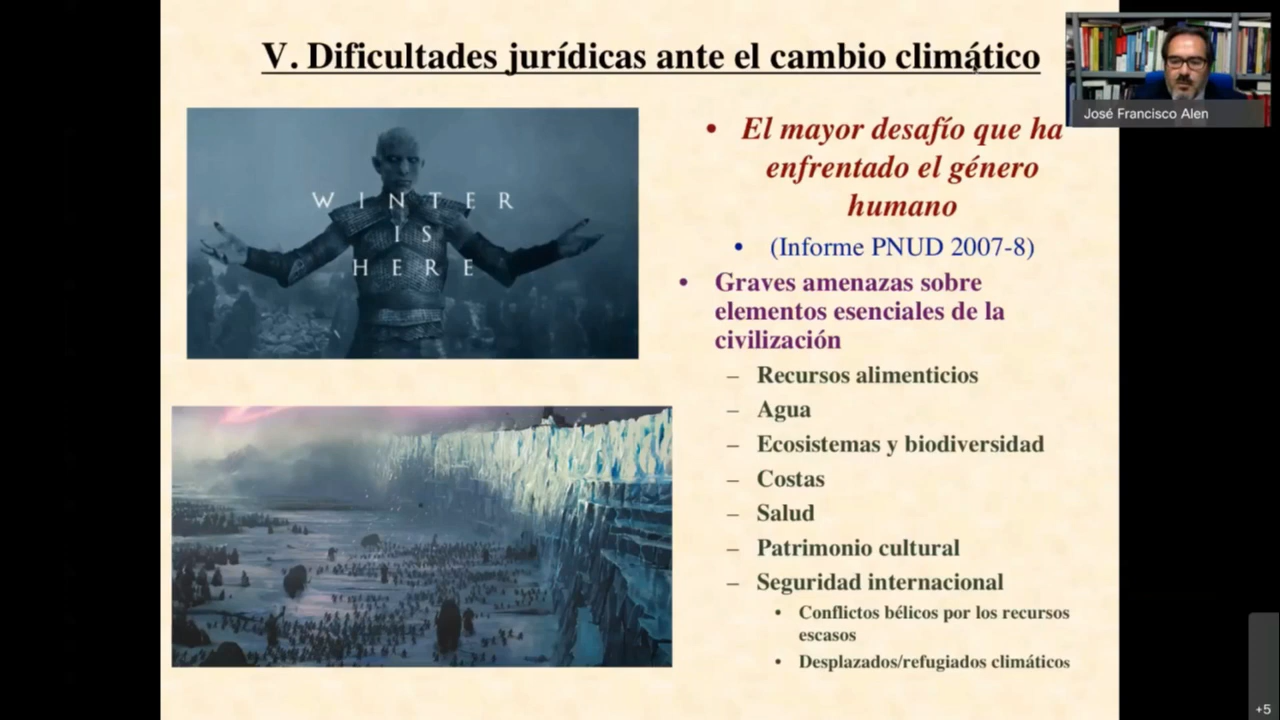 V. Dificultades jurídicas ante el cambio climático
José Francisco Alen
WINTER
IS
HERE
• El mayor desafío que ha
enfrentado el género
humano
• (Informe PNUD 2007-8)
• Graves amenazas sobre
elementos esenciales de la
civilización
– Recursos alimenticios
– Agua
– Ecosistemas y biodiversidad
– Costas
– Salud
– Patrimonio cultural
– Seguridad internacional
• Conflictos bélicos por los recursos
escasos
• Desplazados/refugiados climáticos
+5